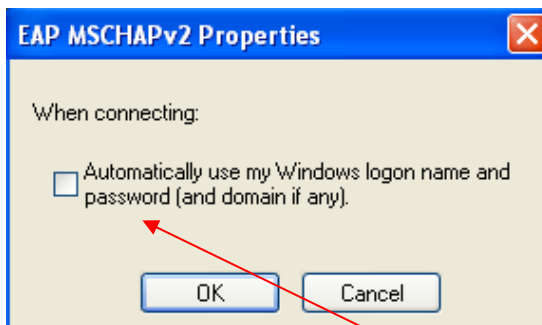 EAP MSCHAPv2 Properties
When connecting:
Automatically use my Windows logon name and
password (and domain if any).
OK Cancel